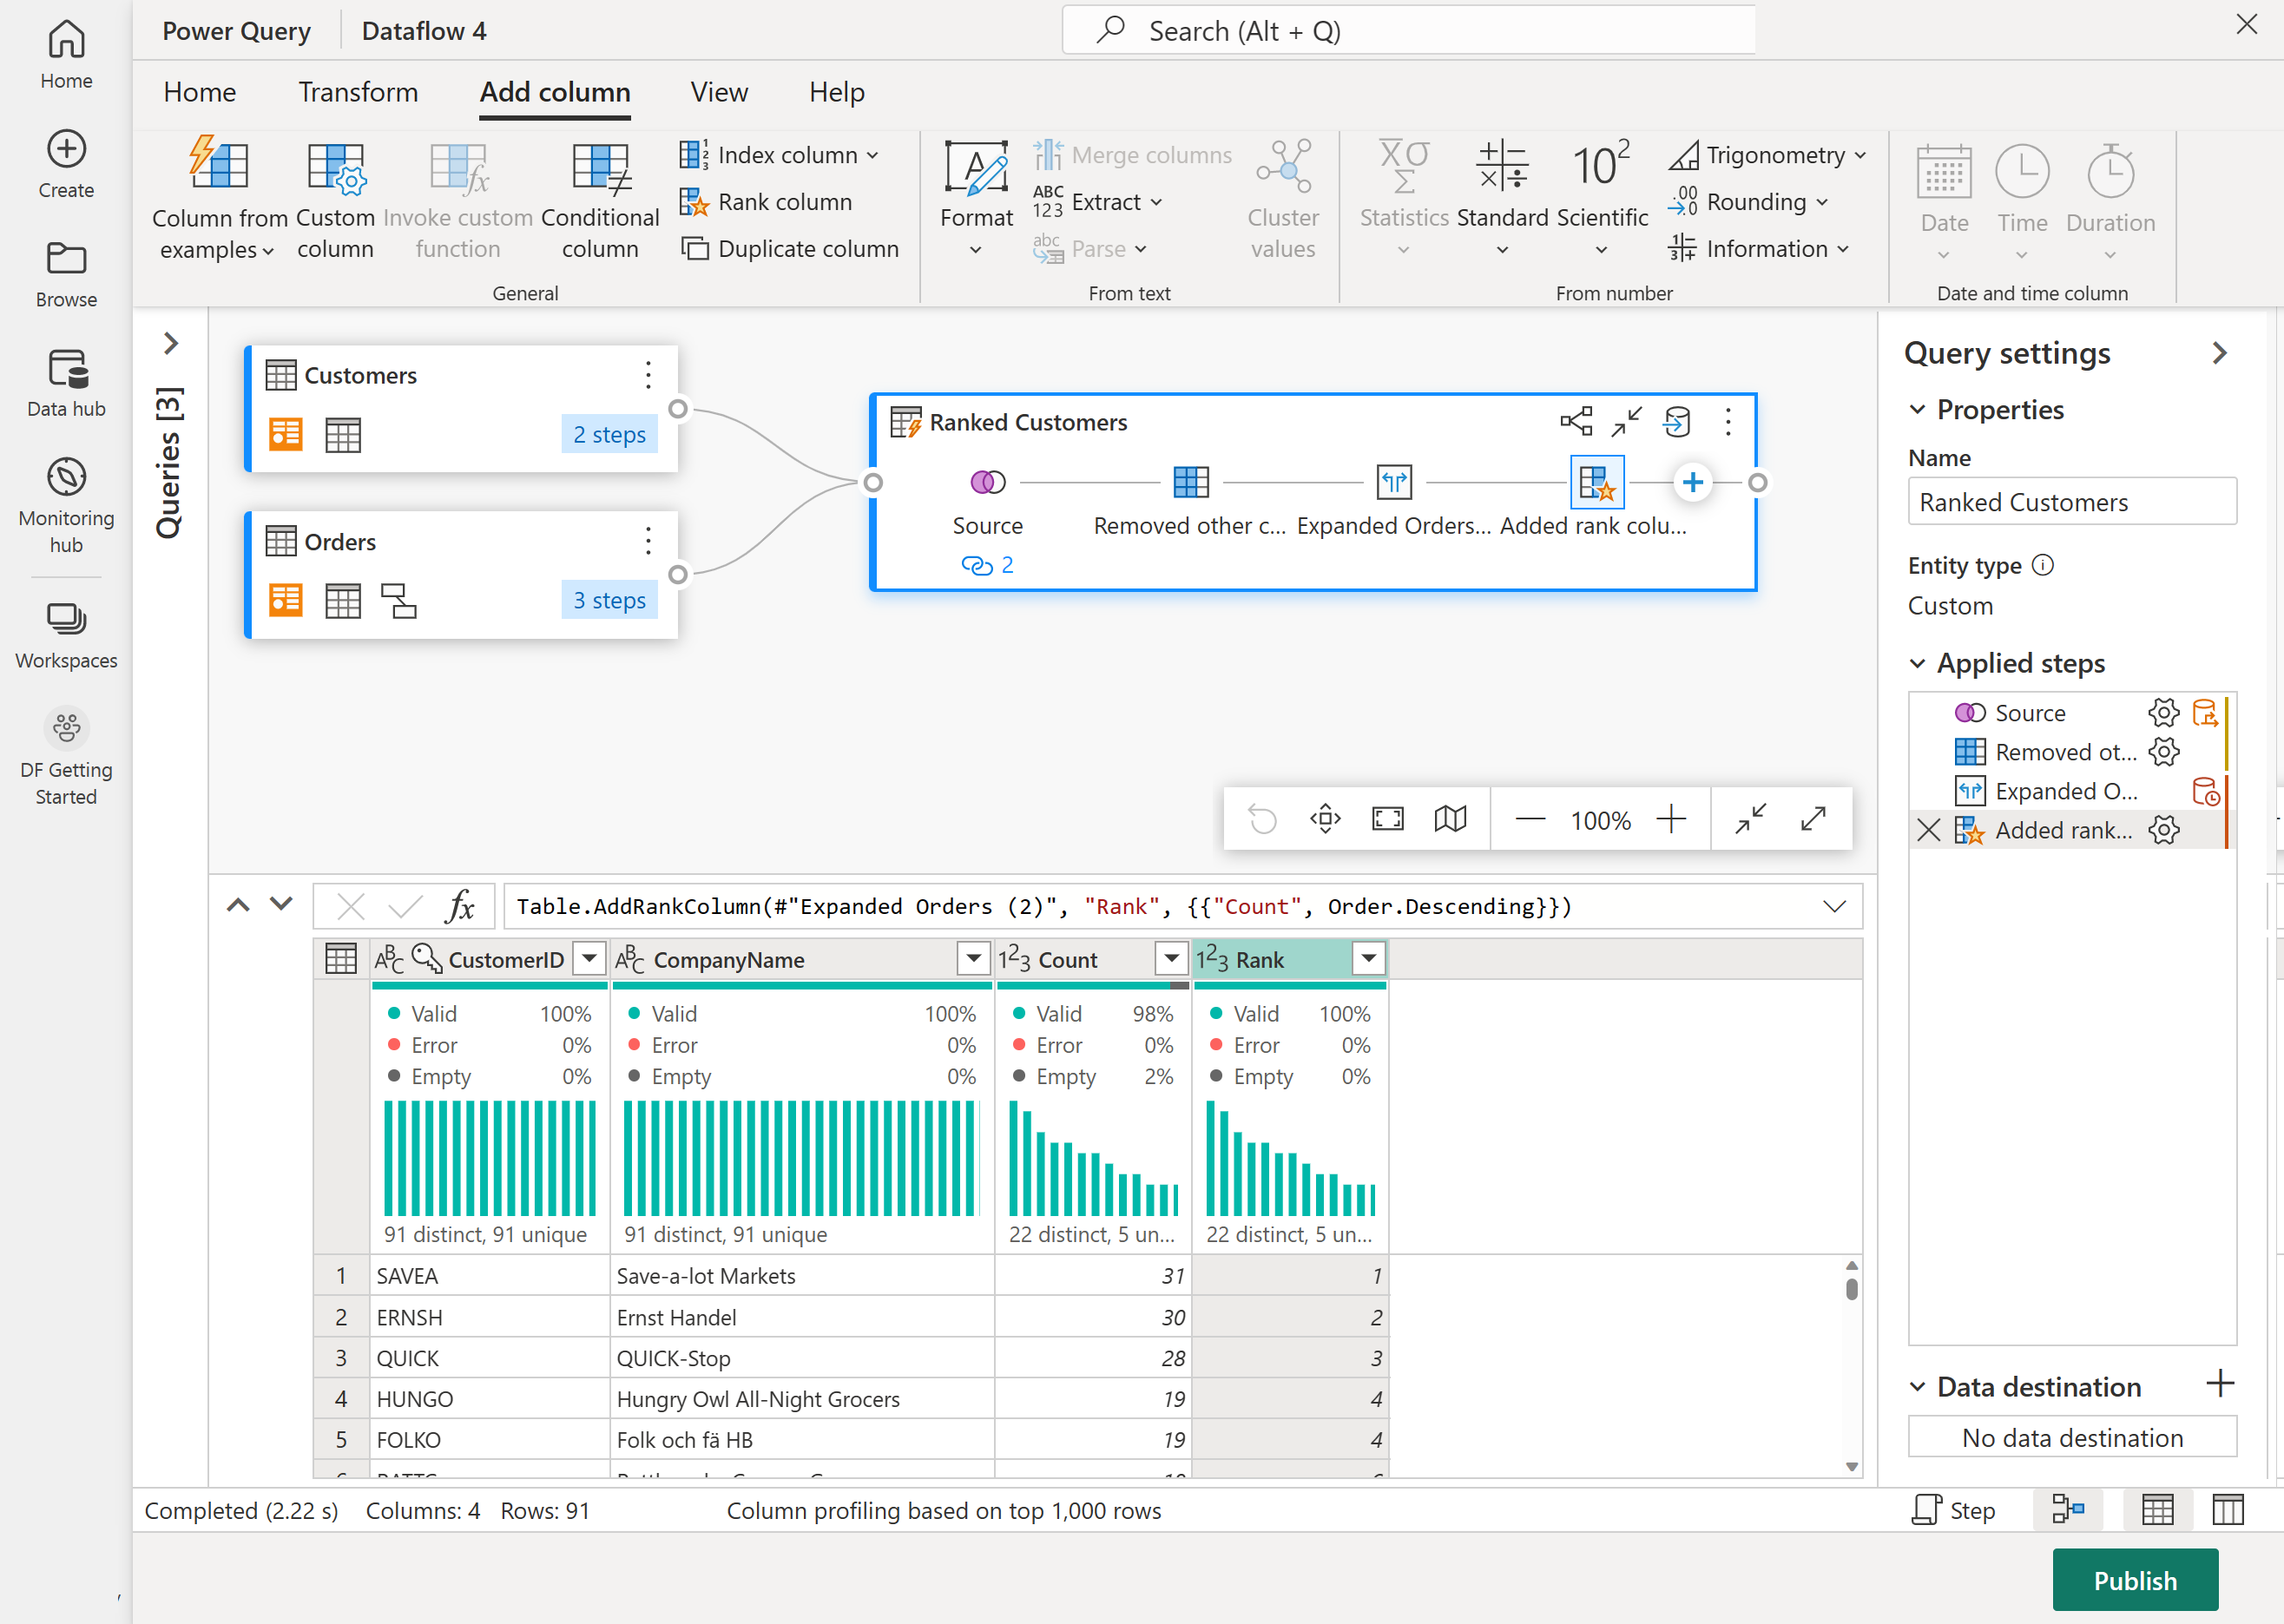 Power Query
Dataflow 4
Search (Alt + Q)
Home
Create
Browse
Data hub
Monitoring
hub
Workspaces
DF Getting
Started
Home Transform Add column View Help
Column from
examples
Custom
column
Invoke custom
function
Conditional
column
Index column
Rank column
Duplicate column
General
Format
Merge columns
Extract
Parse
Cluster
values
From text
Statistics
Standard
Scientific
Trigonometry
Rounding
Information
From number
Date
Time
Duration
Date and time column
Queries [3]
Customers
2 steps
Orders
3 steps
Ranked Customers
Source
Removed other c...
Expanded Orders...
Added rank colu...
2
100%
Query settings
Properties
Name
Ranked Customers
Entity type
Custom
Applied steps
Source
Removed ot...
Expanded O...
Added rank...
Data destination
No data destination
fx
Table.AddRankColumn(#"Expanded Orders (2)", "Rank", {{"Count", Order.Descending}})
ABC CustomerID ABC CompanyName 123 Count 123 Rank
Valid 100% Valid 100% Valid 98% Valid 100%
Error 0% Error 0% Error 0% Error 0%
Empty 0% Empty 0% Empty 2% Empty 0%
91 distinct, 91 unique 91 distinct, 91 unique 22 distinct, 5 un... 22 distinct, 5 un...
1 SAVEA Save-a-lot Markets 31 1
2 ERNSH Ernst Handel 30 2
3 QUICK QUICK-Stop 28 3
4 HUNGO Hungry Owl All-Night Grocers 19 4
5 FOLKO Folk och fä HB 19 4
Completed (2.22 s) Columns: 4 Rows: 91
Column profiling based on top 1,000 rows
Step
Publish